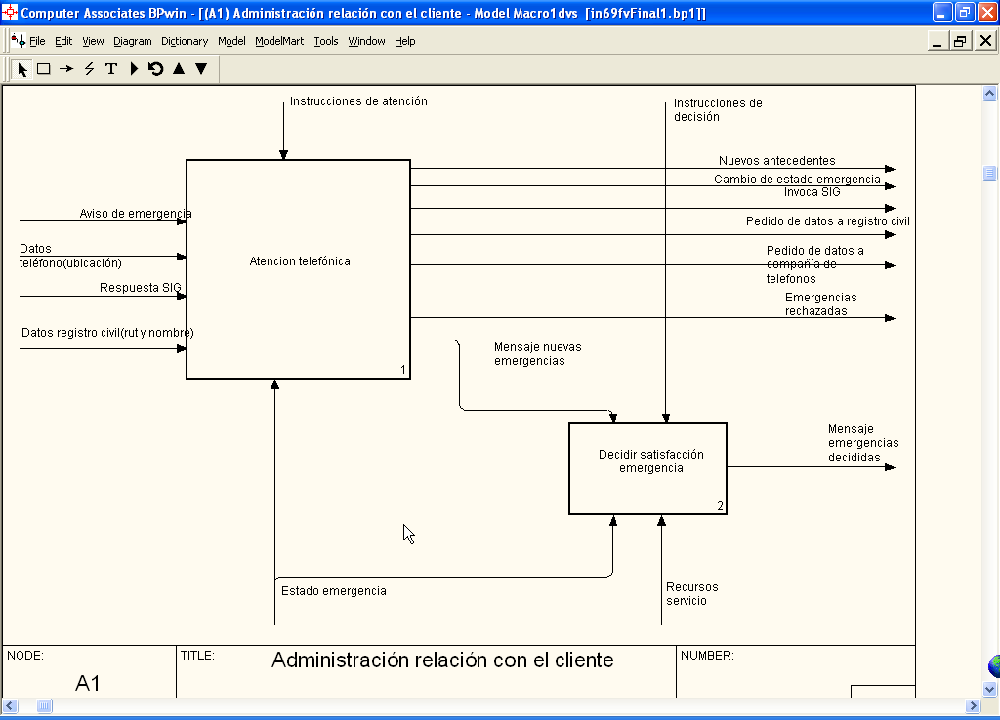 Computer Associates BPwin - [(A1) Administración relación con el cliente - Model Macro1dvs [in69fvFinal1.bp1]]
File Edit View Diagram Dictionary Model ModelMart Tools Window Help
T
Instrucciones de atención
Instrucciones de
decisión
Nuevos antecedentes
Cambio de estado emergencia
Invoca SIG
Aviso de emergencia
Pedido de datos a registro civil
Datos
teléfono(ubicación)
Atencion telefónica
Pedido de datos a
compañía de
telefonos
Respuesta SIG
Emergencias
rechazadas
Datos registro civil(rut y nombre)
Mensaje nuevas
emergencias
1
Decidir satisfacción
emergencia
2
Mensaje
emergencias
decididas
Estado emergencia
Recursos
servicio
NODE:
A1
TITLE:
Administración relación con el cliente
NUMBER: